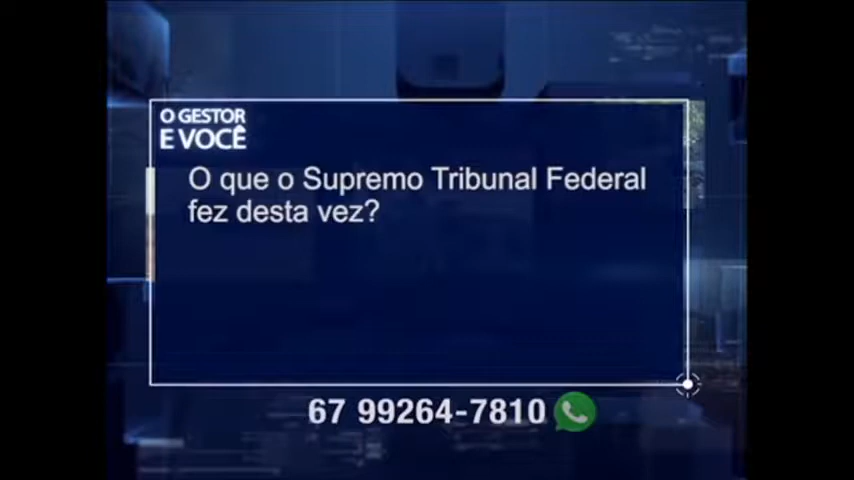 O GESTOR
E VOCÊ
O que o Supremo Tribunal Federal
fez desta vez?
67 99264-7810